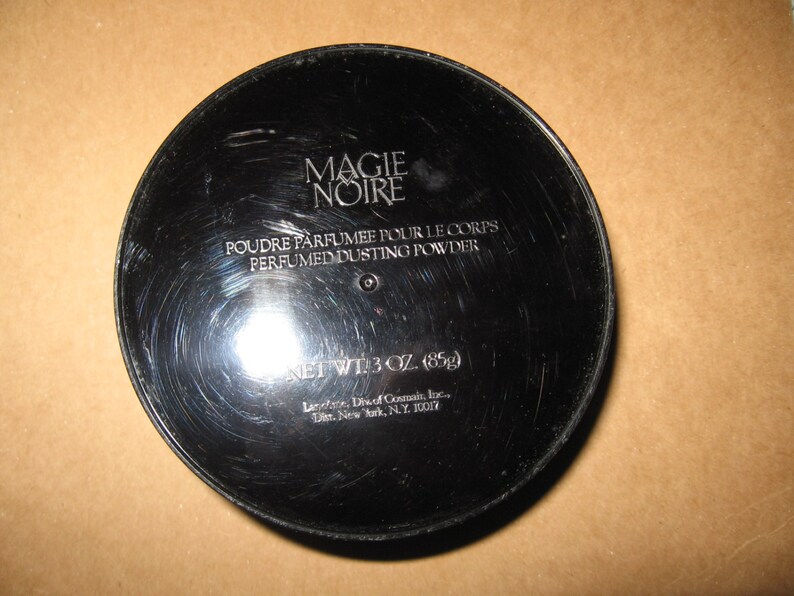 MAGIE
NOIRE
POUDRE PARFUMEE POUR LE CORPS
PERFUMED DUSTING POWDER
NET WT. 3 OZ. (85g)
Lancôme, Div. of Cosmair, Inc.,
Dist. New York, N.Y. 10017